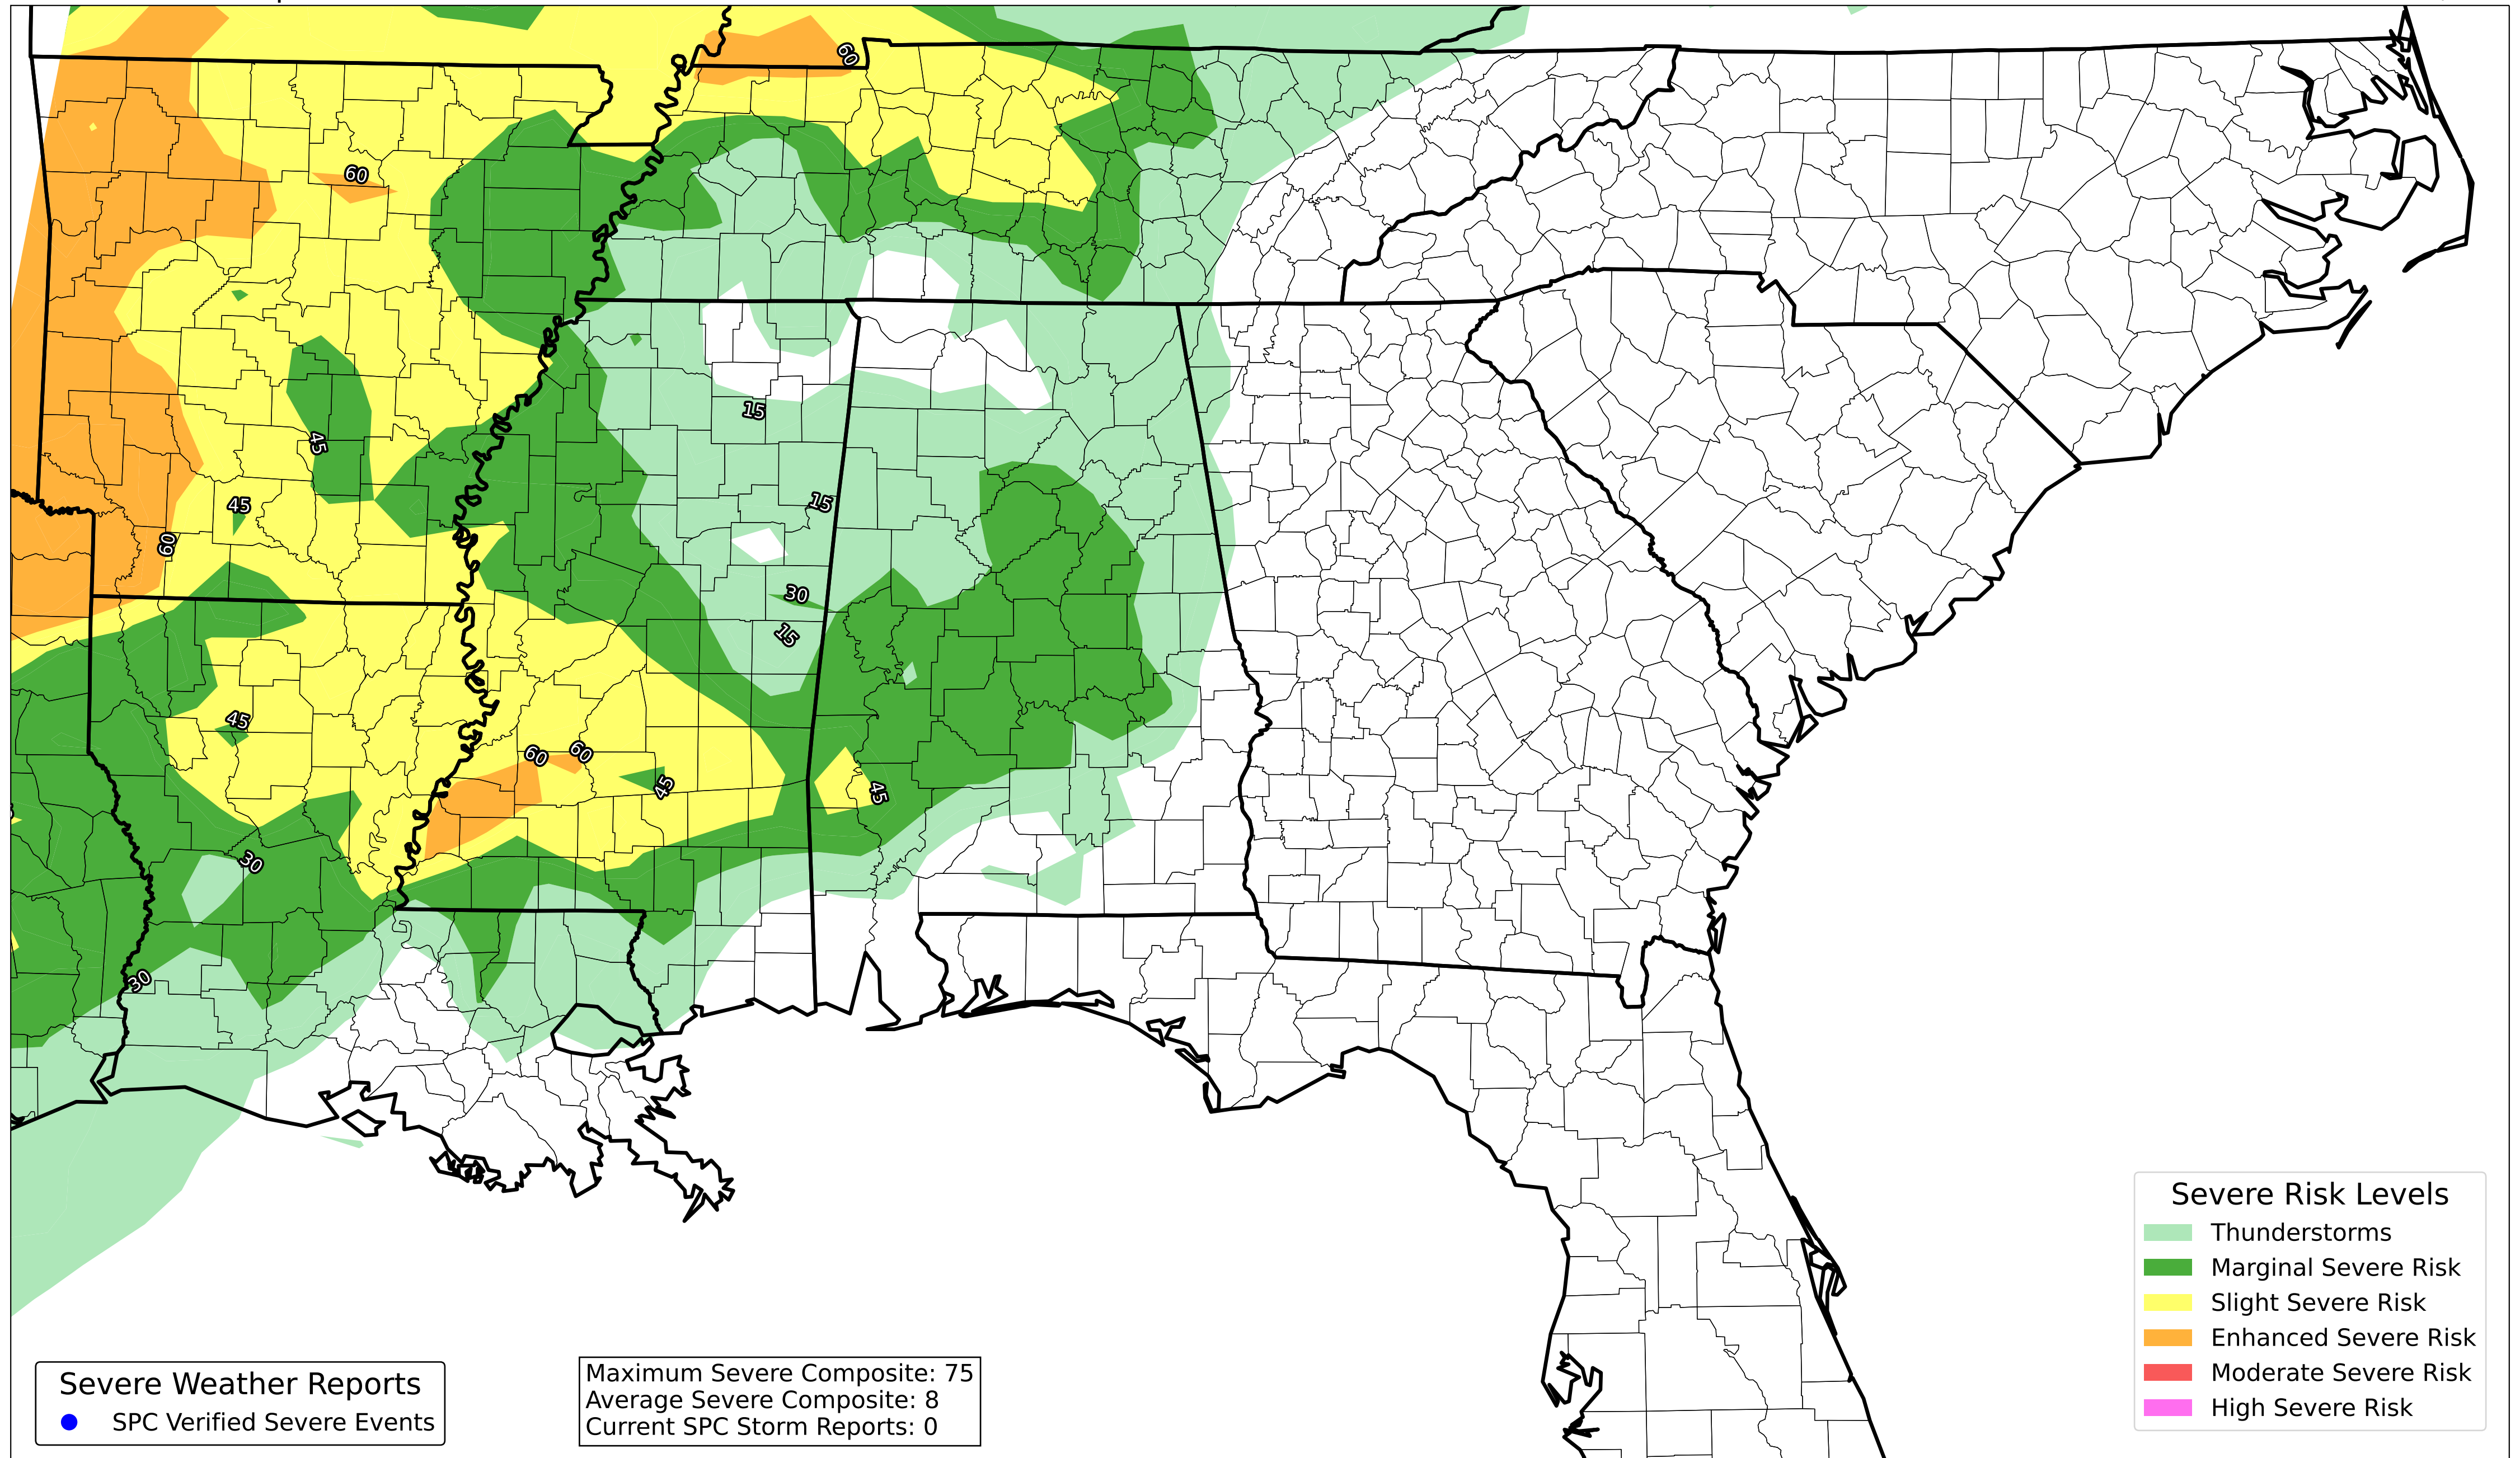 60
60
15
45
15
45
60
30
15
45
60
60
45
45
30
30
Severe Risk Levels
Thunderstorms
Marginal Severe Risk
Slight Severe Risk
Enhanced Severe Risk
Moderate Severe Risk
High Severe Risk
Severe Weather Reports
SPC Verified Severe Events
Maximum Severe Composite: 75
Average Severe Composite: 8
Current SPC Storm Reports: 0